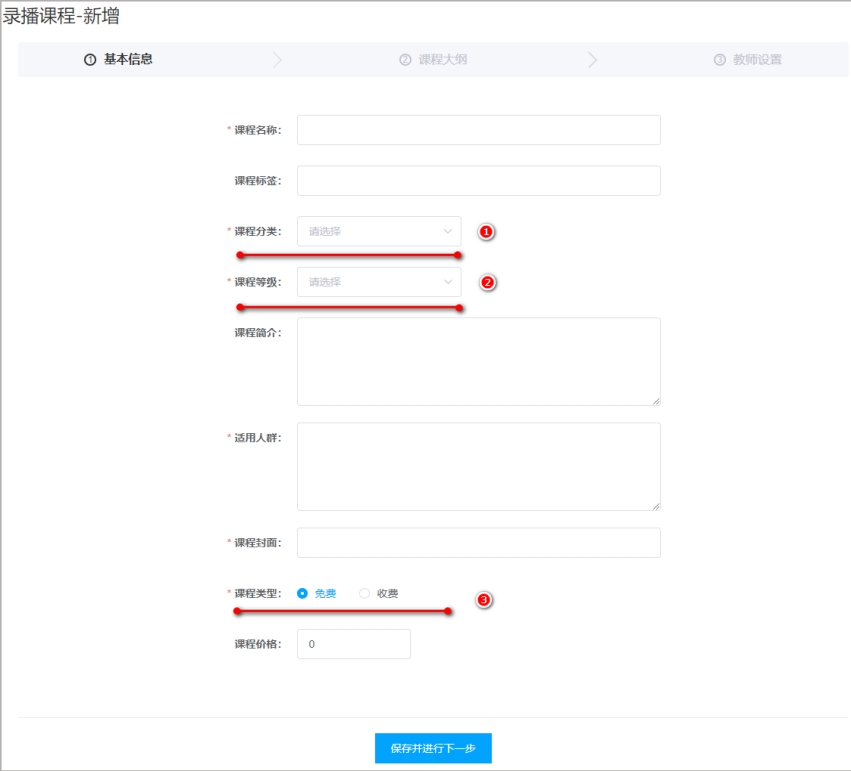 录播课程-新增
① 基本信息 ② 课程大纲 ③ 教师设置
* 课程名称：
课程标签：
* 课程分类： 请选择 1
* 课程等级： 请选择 2
课程简介：
* 适用人群：
* 课程封面：
* 课程类型： 免费 收费 3
课程价格： 0
保存并进行下一步